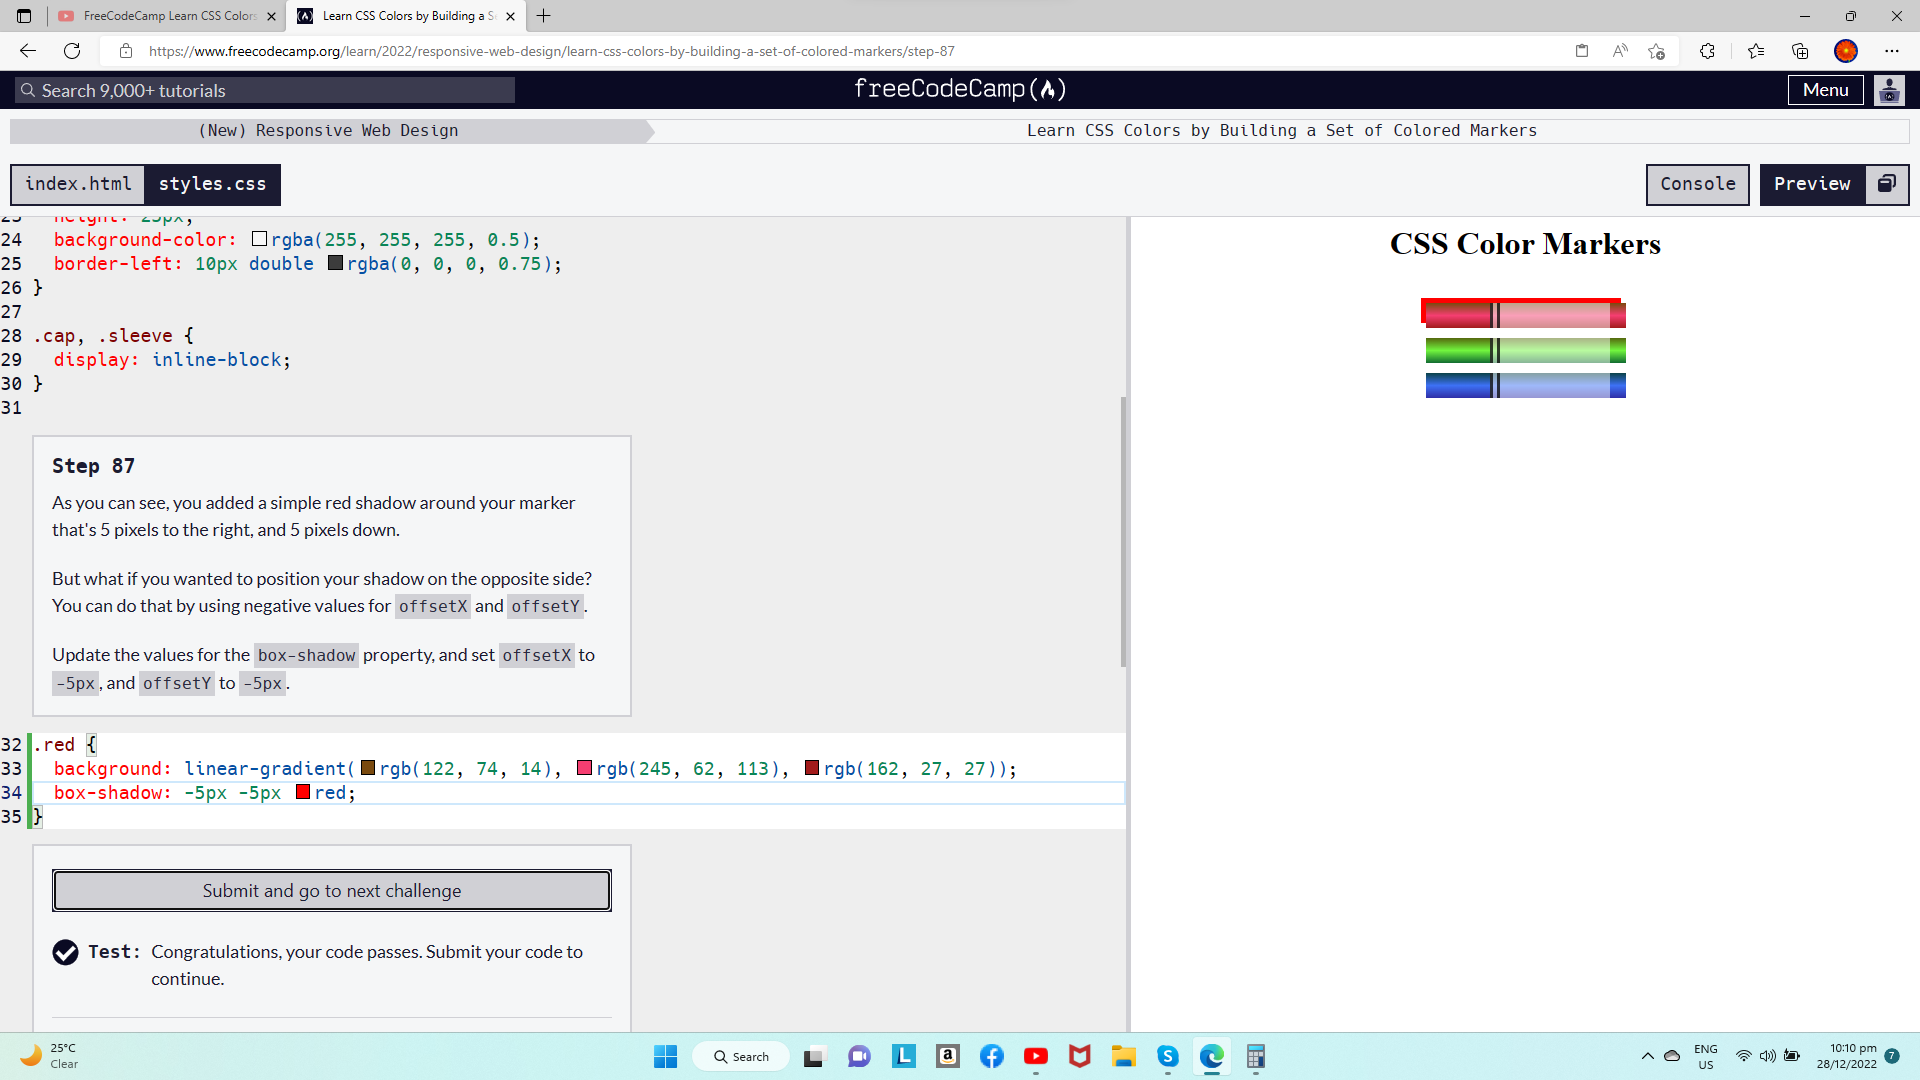 FreeCodeCamp Learn CSS Colors
Learn CSS Colors by Building a Se
https://www.freecodecamp.org/learn/2022/responsive-web-design/learn-css-colors-by-building-a-set-of-colored-markers/step-87
Search 9,000+ tutorials
freeCodeCamp
Menu
(New) Responsive Web Design
Learn CSS Colors by Building a Set of Colored Markers
index.html
styles.css
Console
Preview
23 height: 25px;
24 background-color: rgba(255, 255, 255, 0.5);
25 border-left: 10px double rgba(0, 0, 0, 0.75);
26 }
27
28 .cap, .sleeve {
29 display: inline-block;
30 }
31
CSS Color Markers
Step 87
As you can see, you added a simple red shadow around your marker
that's 5 pixels to the right, and 5 pixels down.
But what if you wanted to position your shadow on the opposite side?
You can do that by using negative values for offsetX and offsetY.
Update the values for the box-shadow property, and set offsetX to
-5px, and offsetY to -5px.
32 .red {
33 background: linear-gradient(rgb(122, 74, 14), rgb(245, 62, 113), rgb(162, 27, 27));
34 box-shadow: -5px -5px red;
35 }
Submit and go to next challenge
Test: Congratulations, your code passes. Submit your code to
continue.
25°C
Clear
Search
L
a
S
ENG
US
10:10 pm
28/12/2022
7